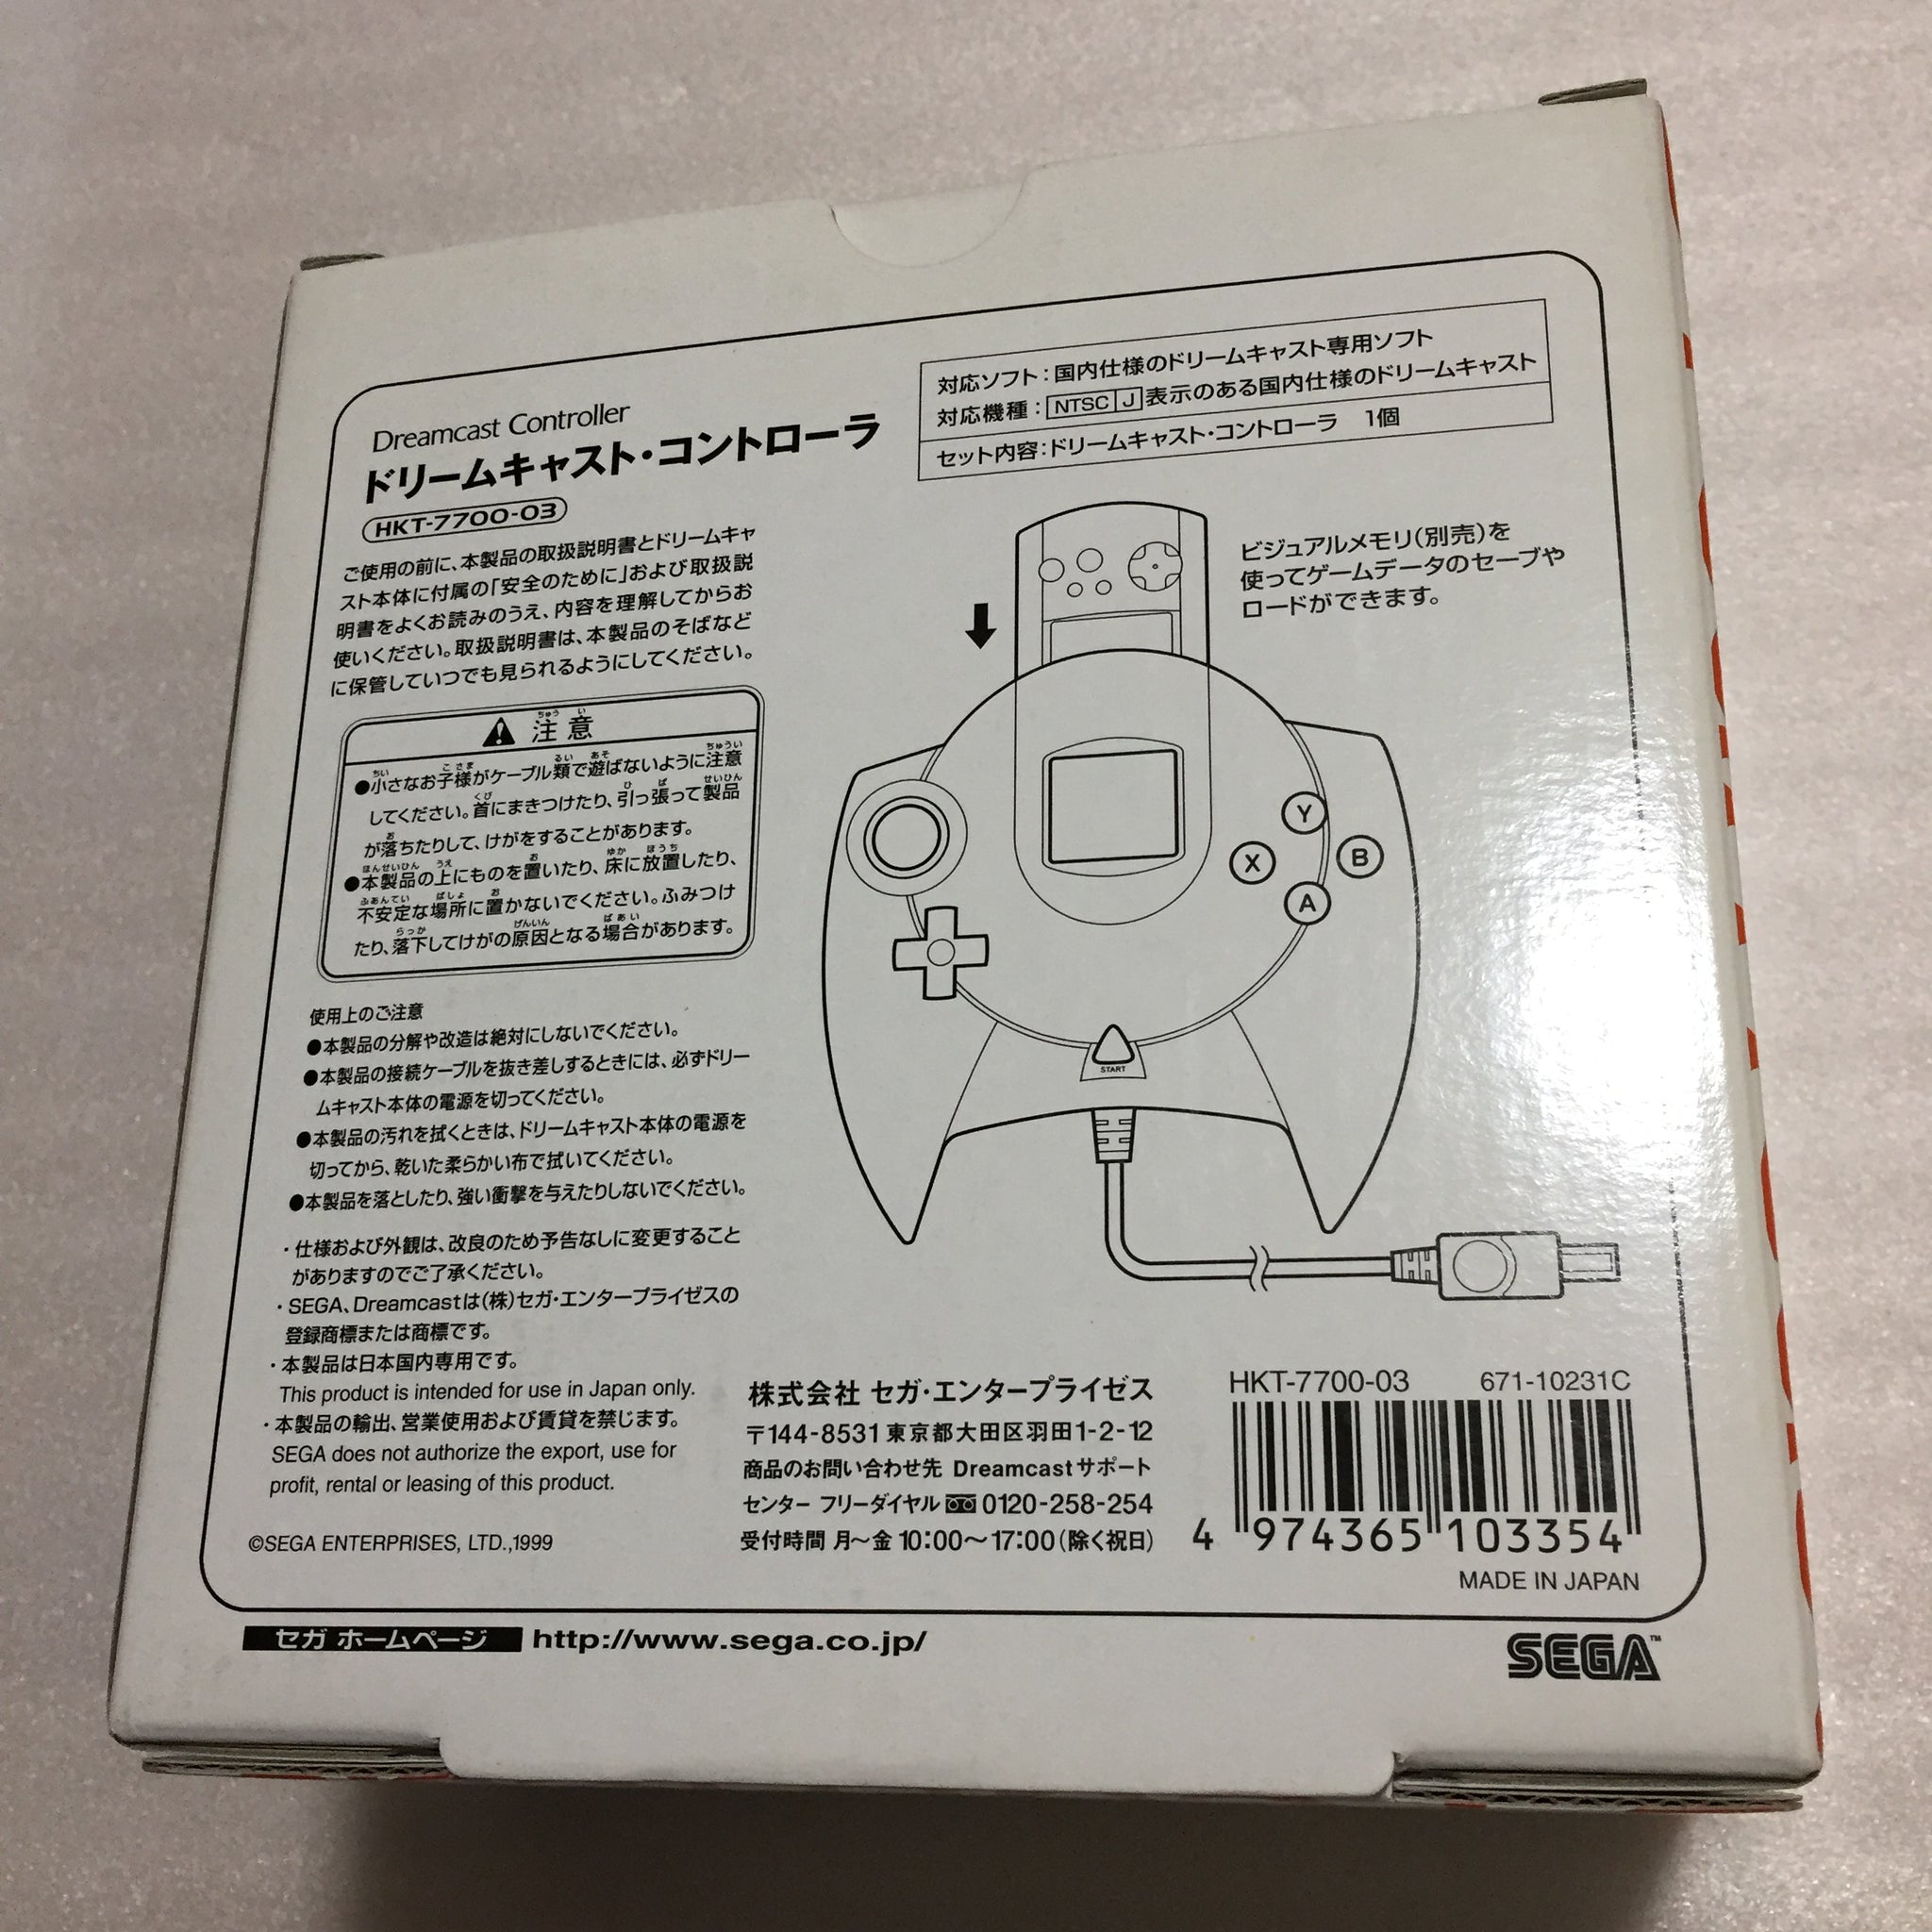 Dreamcast Controller
ドリームキャスト・コントローラ
HKT-7700-03
ご使用の前に、本製品の取扱説明書とドリームキャ
スト本体に付属の「安全のために」および取扱説
明書をよくお読みのうえ、内容を理解してからお
使いください。取扱説明書は、本製品のそばなど
に保管していつでも見られるようにしてください。
注意
●小さなお子様がケーブル類で遊ばないように注意
してください。首にまきつけたり、引っ張って製品
が落ちたりして、けがをすることがあります。
●本製品の上にものを置いたり、床に放置したり、
不安定な場所に置かないでください。ふみつけ
たり、落下してけがの原因となる場合があります。
使用上のご注意
●本製品の分解や改造は絶対にしないでください。
●本製品の接続ケーブルを抜き差しするときには、必ずドリー
ムキャスト本体の電源を切ってください。
●本製品の汚れを拭くときは、ドリームキャスト本体の電源を
切ってから、乾いた柔らかい布で拭いてください。
●本製品を落としたり、強い衝撃を与えたりしないでください。
・仕様および外観は、改良のため予告なしに変更すること
がありますのでご了承ください。
・SEGA、Dreamcastは(株)セガ・エンタープライゼスの
登録商標または商標です。
・本製品は日本国内専用です。
This product is intended for use in Japan only.
・本製品の輸出、営業使用および賃貸を禁じます。
SEGA does not authorize the export, use for
profit, rental or leasing of this product.
©SEGA ENTERPRISES, LTD.,1999
対応ソフト：国内仕様のドリームキャスト専用ソフト
対応機種：NTSC J 表示のある国内仕様のドリームキャスト
セット内容：ドリームキャスト・コントローラ 1個
ビジュアルメモリ(別売)を
使ってゲームデータのセーブや
ロードができます。
Y
X
B
A
START
株式会社 セガ・エンタープライゼス
〒144-8531 東京都大田区羽田1-2-12
商品のお問い合わせ先 Dreamcastサポート
センター フリーダイヤル 0120-258-254
受付時間 月～金 10:00～17:00(除く祝日)
HKT-7700-03 671-10231C
4 974365 103354
MADE IN JAPAN
セガ ホームページ http://www.sega.co.jp/
SEGA™